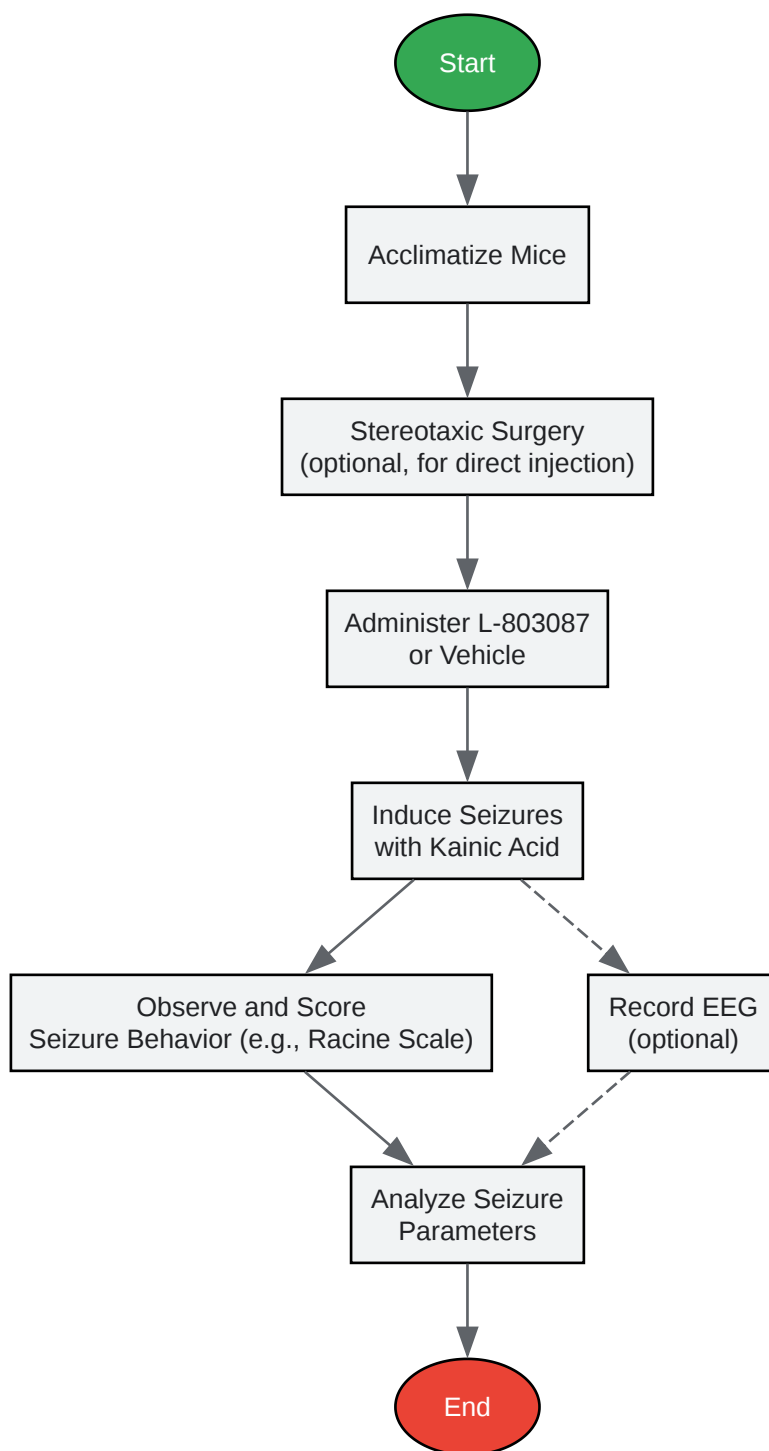 Start
Acclimatize Mice
Stereotaxic Surgery
(optional, for direct injection)
Administer L-803087
or Vehicle
Induce Seizures
with Kainic Acid
Observe and Score
Seizure Behavior (e.g., Racine Scale)
Record EEG
(optional)
Analyze Seizure
Parameters
End